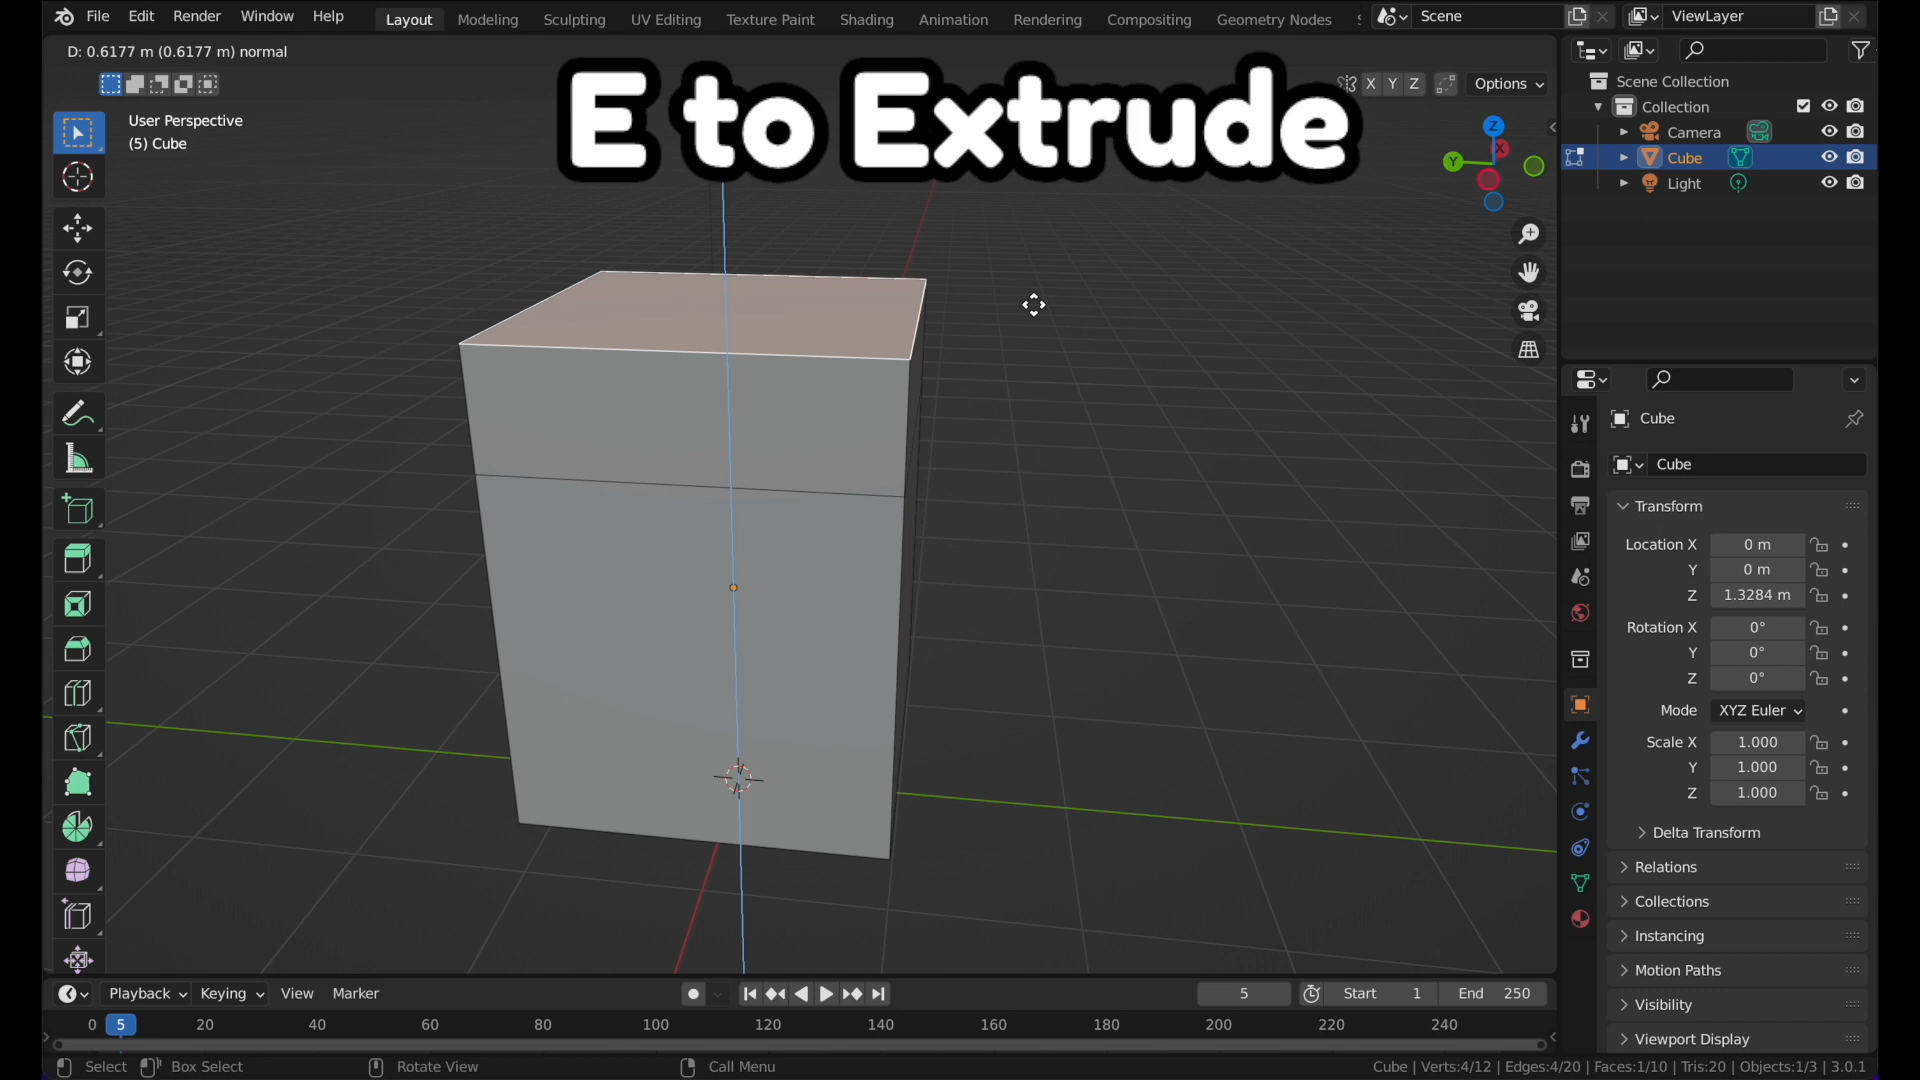 File Edit Render Window Help Layout Modeling Sculpting UV Editing Texture Paint Shading Animation Rendering Compositing Geometry Nodes Scene ViewLayer
D: 0.6177 m (0.6177 m) normal
E to Extrude
X Y Z Options
User Perspective
(5) Cube
Z
X
Y
Scene Collection
Collection
Camera
Cube
Light
Cube
Cube
Transform
Location X 0 m
Y 0 m
Z 1.3284 m
Rotation X 0°
Y 0°
Z 0°
Mode XYZ Euler
Scale X 1.000
Y 1.000
Z 1.000
Delta Transform
Relations
Collections
Instancing
Motion Paths
Visibility
Viewport Display
Playback Keying View Marker 5 Start 1 End 250
0 5 20 40 60 80 100 120 140 160 180 200 220 240
Select Box Select Rotate View Call Menu Cube | Verts:4/12 | Edges:4/20 | Faces:1/10 | Tris:20 | Objects:1/3 | 3.0.1